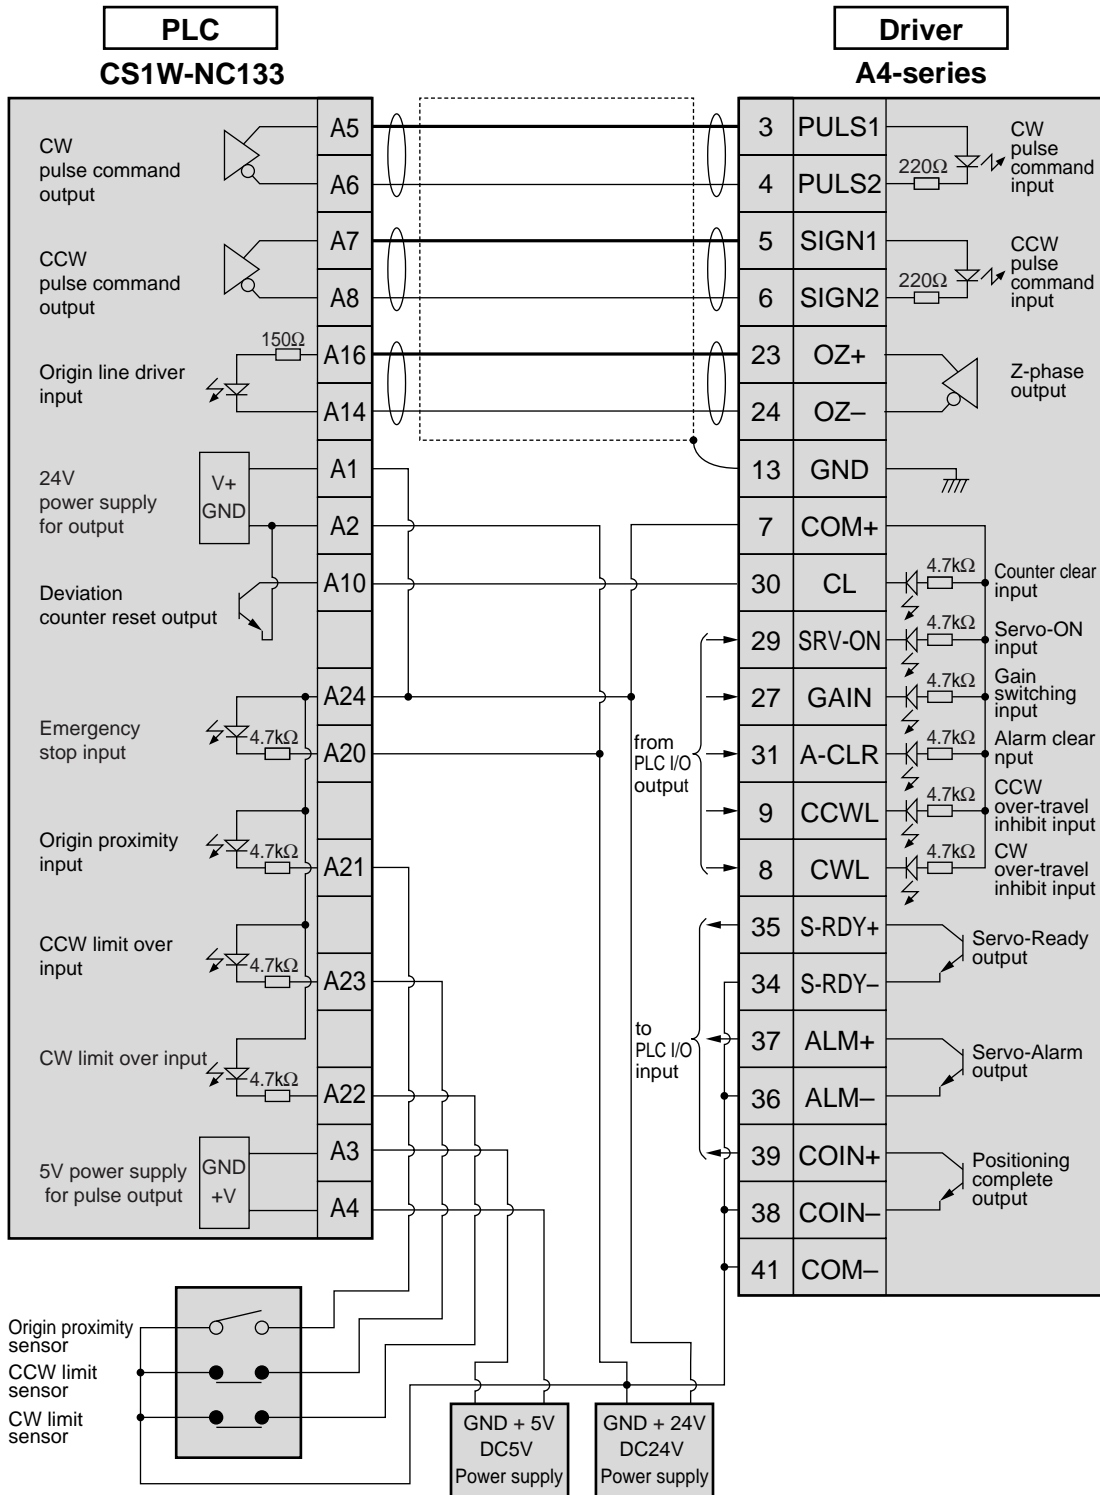 PLC
CS1W-NC133
Driver
A4-series
CW
pulse command
output
A5
A6
CCW
pulse command
output
A7
A8
150Ω
Origin line driver
input
A16
A14
24V
power supply
for output
V+
GND
A1
A2
Deviation
counter reset output
A10
Emergency
stop input
4.7kΩ
A24
A20
Origin proximity
input
4.7kΩ
A21
CCW limit over
input
4.7kΩ
A23
CW limit over input
4.7kΩ
A22
5V power supply
for pulse output
GND
+V
A3
A4
3 PULS1
4 PULS2
220Ω
CW
pulse
command
input
5 SIGN1
6 SIGN2
220Ω
CCW
pulse
command
input
23 OZ+
24 OZ–
Z-phase
output
13 GND
7 COM+
30 CL
4.7kΩ
Counter clear
input
29 SRV-ON
4.7kΩ
Servo-ON
input
27 GAIN
4.7kΩ
Gain
switching
input
31 A-CLR
4.7kΩ
Alarm clear
nput
9 CCWL
4.7kΩ
CCW
over-travel
inhibit input
8 CWL
4.7kΩ
CW
over-travel
inhibit input
from
PLC I/O
output
35 S-RDY+
34 S-RDY–
Servo-Ready
output
37 ALM+
36 ALM–
Servo-Alarm
output
39 COIN+
38 COIN–
Positioning
complete
output
41 COM–
to
PLC I/O
input
Origin proximity
sensor
CCW limit
sensor
CW limit
sensor
GND + 5V
DC5V
Power supply
GND + 24V
DC24V
Power supply